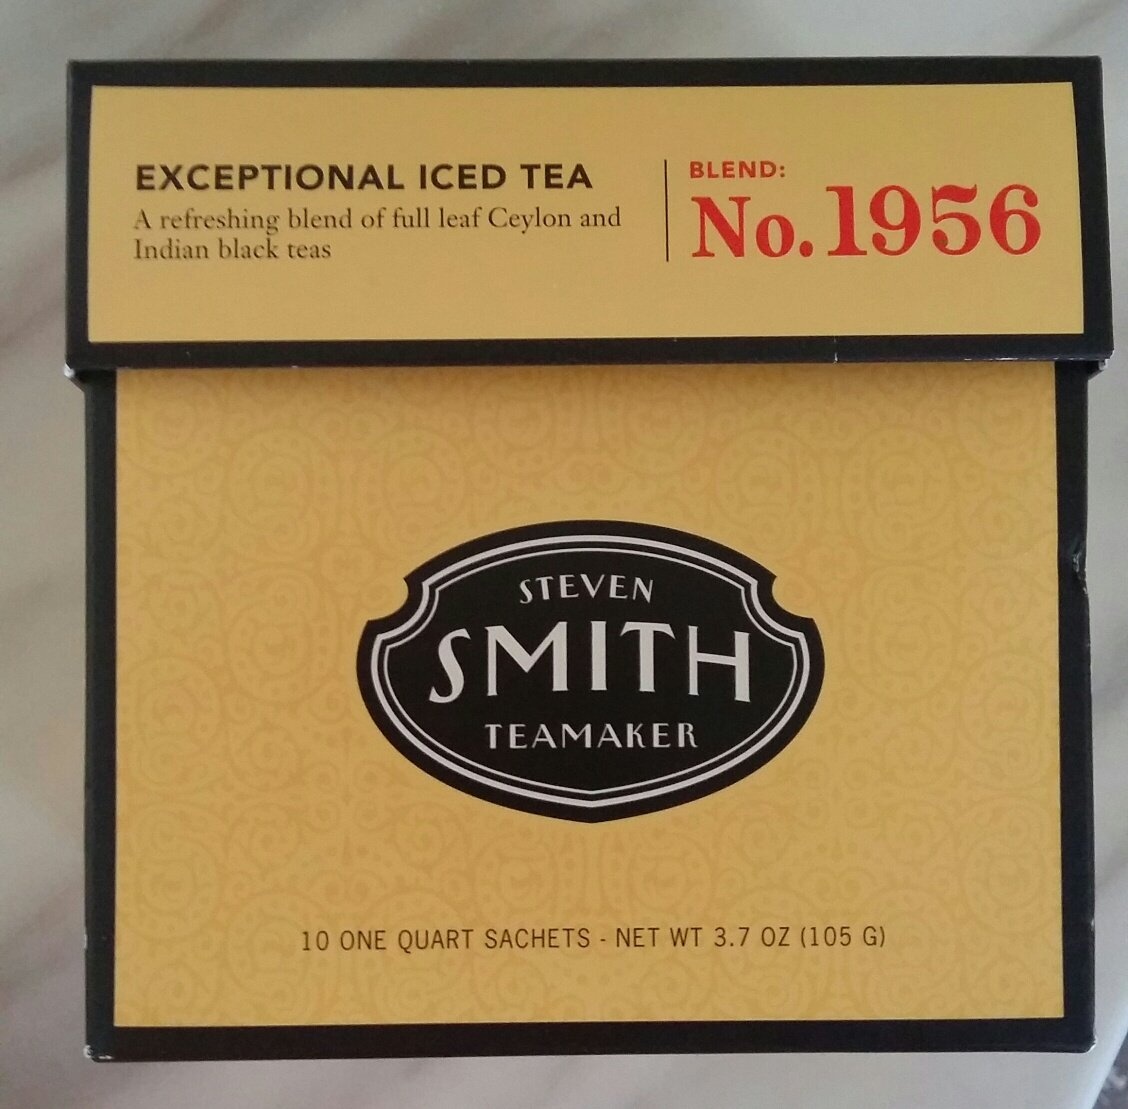 EXCEPTIONAL ICED TEA
A refreshing blend of full leaf Ceylon and
Indian black teas
BLEND:
No.1956
STEVEN
SMITH
TEAMAKER
10 ONE QUART SACHETS - NET WT 3.7 OZ (105 G)